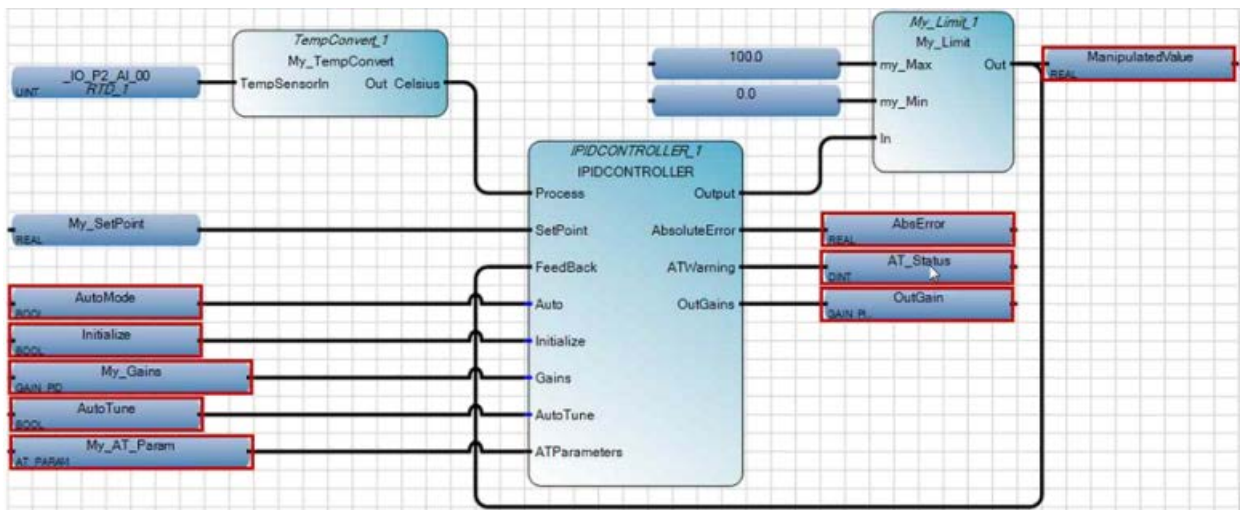 TempConvert_1
My_TempConvert
TempSensorIn Out_Celsius
_IO_P2_AI_00
RTD_1
UINT
My_Limit_1
My_Limit
my_Max Out
my_Min
In
100.0
0.0
ManipulatedValue
REAL
IPIDCONTROLLER_1
IPIDCONTROLLER
Process Output
SetPoint AbsoluteError
FeedBack ATWarning
Auto OutGains
Initialize
Gains
AutoTune
ATParameters
My_SetPoint
REAL
AutoMode
BOOL
Initialize
BOOL
My_Gains
GAIN_PID
AutoTune
BOOL
My_AT_Param
AT_PARAM
AbsError
REAL
AT_Status
DINT
OutGain
GAIN_PI..